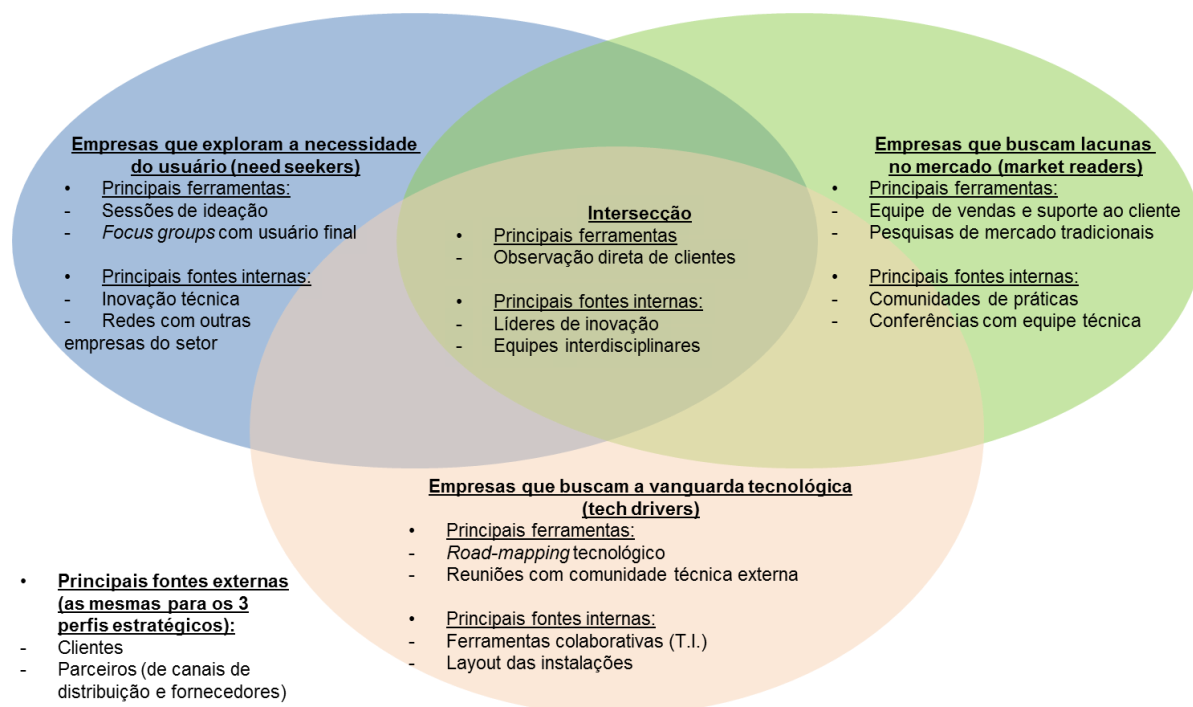 Empresas que exploram a necessidade
do usuário (need seekers)
• Principais ferramentas:
- Sessões de ideação
- Focus groups com usuário final
• Principais fontes internas:
- Inovação técnica
- Redes com outras
empresas do setor
Intersecção
• Principais ferramentas
- Observação direta de clientes
• Principais fontes internas:
- Líderes de inovação
- Equipes interdisciplinares
Empresas que buscam lacunas
no mercado (market readers)
• Principais ferramentas:
- Equipe de vendas e suporte ao cliente
- Pesquisas de mercado tradicionais
• Principais fontes internas:
- Comunidades de práticas
- Conferências com equipe técnica
Empresas que buscam a vanguarda tecnológica
(tech drivers)
• Principais ferramentas:
- Road-mapping tecnológico
- Reuniões com comunidade técnica externa
• Principais fontes internas:
- Ferramentas colaborativas (T.I.)
- Layout das instalações
• Principais fontes externas
(as mesmas para os 3
perfis estratégicos):
- Clientes
- Parceiros (de canais de
distribuição e fornecedores)